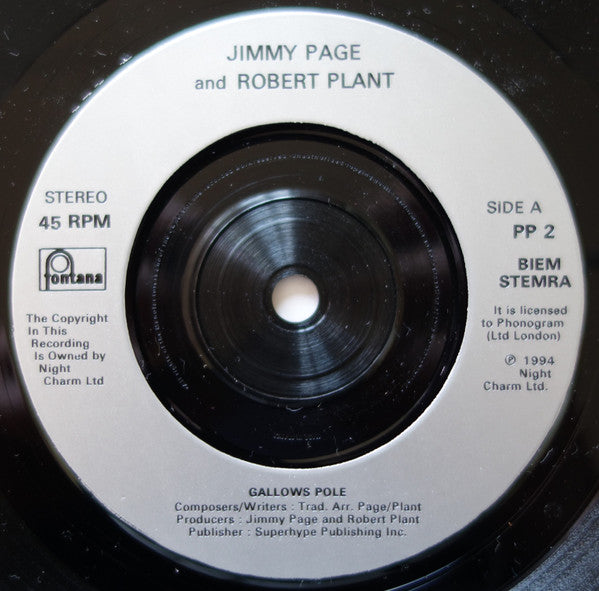 JIMMY PAGE
and ROBERT PLANT
STEREO
45 RPM
fontana
The Copyright
In This
Recording
Is Owned by
Night
Charm Ltd
SIDE A
PP 2
BIEM
STEMRA
It is licensed
to Phonogram
(Ltd London)
℗ 1994
Night
Charm Ltd.
GALLOWS POLE
Composers/Writers : Trad. Arr. Page/Plant
Producers : Jimmy Page and Robert Plant
Publisher : Superhype Publishing Inc.